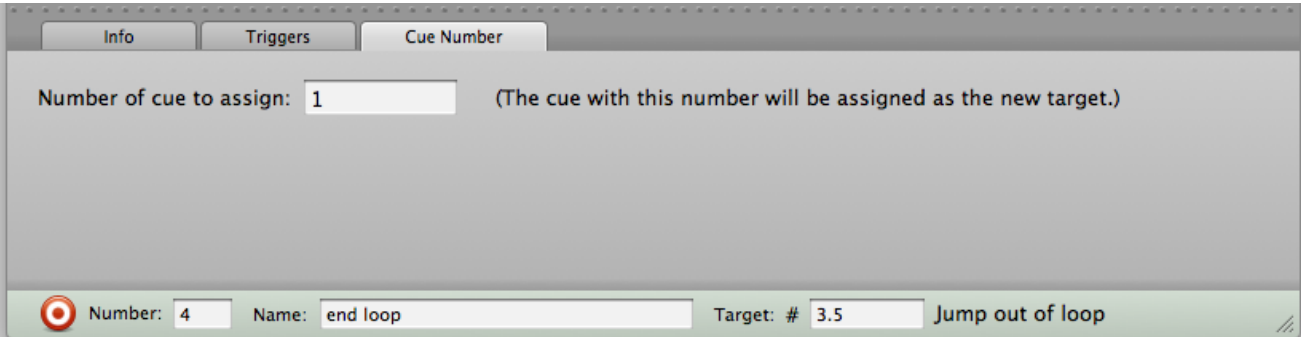 Info Triggers Cue Number
Number of cue to assign: 1 (The cue with this number will be assigned as the new target.)
Number: 4 Name: end loop Target: # 3.5 Jump out of loop